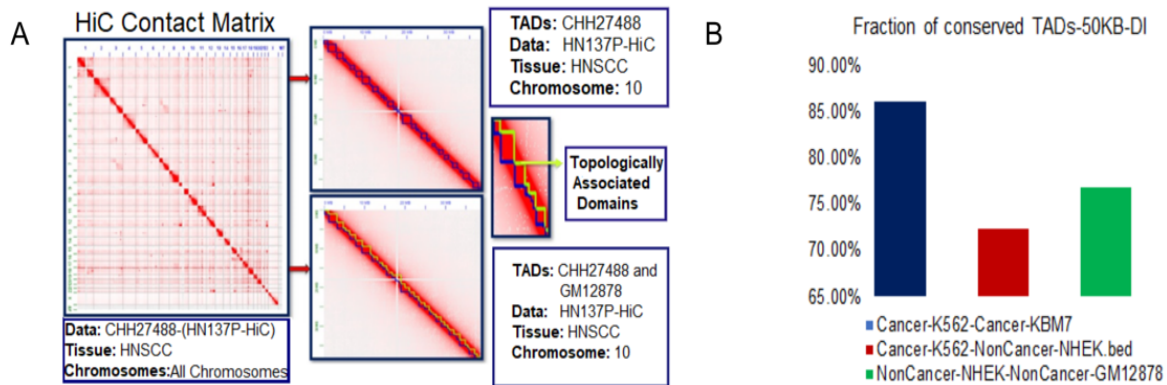 A
HiC Contact Matrix
TADs: CHH27488
Data: HN137P-HiC
Tissue: HNSCC
Chromosome: 10
Topologically
Associated
Domains
TADs: CHH27488 and
GM12878
Data: HN137P-HiC
Tissue: HNSCC
Chromosome: 10
Data: CHH27488-(HN137P-HiC)
Tissue: HNSCC
Chromosomes:All Chromosomes
B
Fraction of conserved TADs-50KB-DI
90.00%
85.00%
80.00%
75.00%
70.00%
65.00%
Cancer-K562-Cancer-KBM7
Cancer-K562-NonCancer-NHEK.bed
NonCancer-NHEK-NonCancer-GM12878